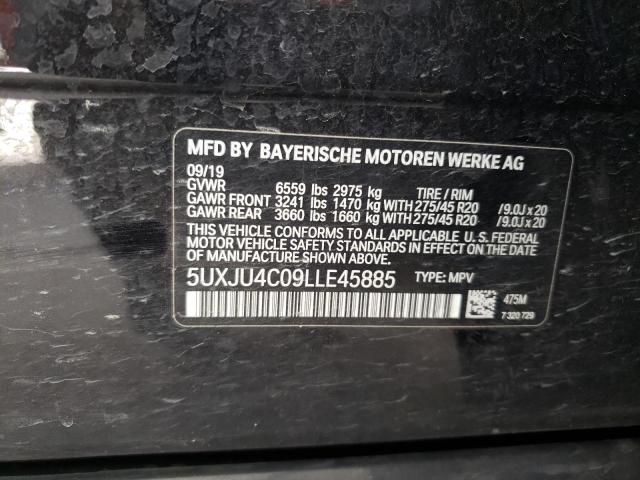 MFD BY BAYERISCHE MOTOREN WERKE AG
09/19
GVWR 6559 lbs 2975 kg TIRE / RIM
GAWR FRONT 3241 lbs 1470 kg WITH 275/45 R20 /9.0J x 20
GAWR REAR 3660 lbs 1660 kg WITH 275/45 R20 /9.0J x 20
THIS VEHICLE CONFORMS TO ALL APPLICABLE U. S. FEDERAL
MOTOR VEHICLE SAFETY STANDARDS IN EFFECT ON THE DATE
OF MANUFACTURE SHOWN ABOVE.
5UXJU4C09LLE45885 TYPE: MPV
475M
7 320 729